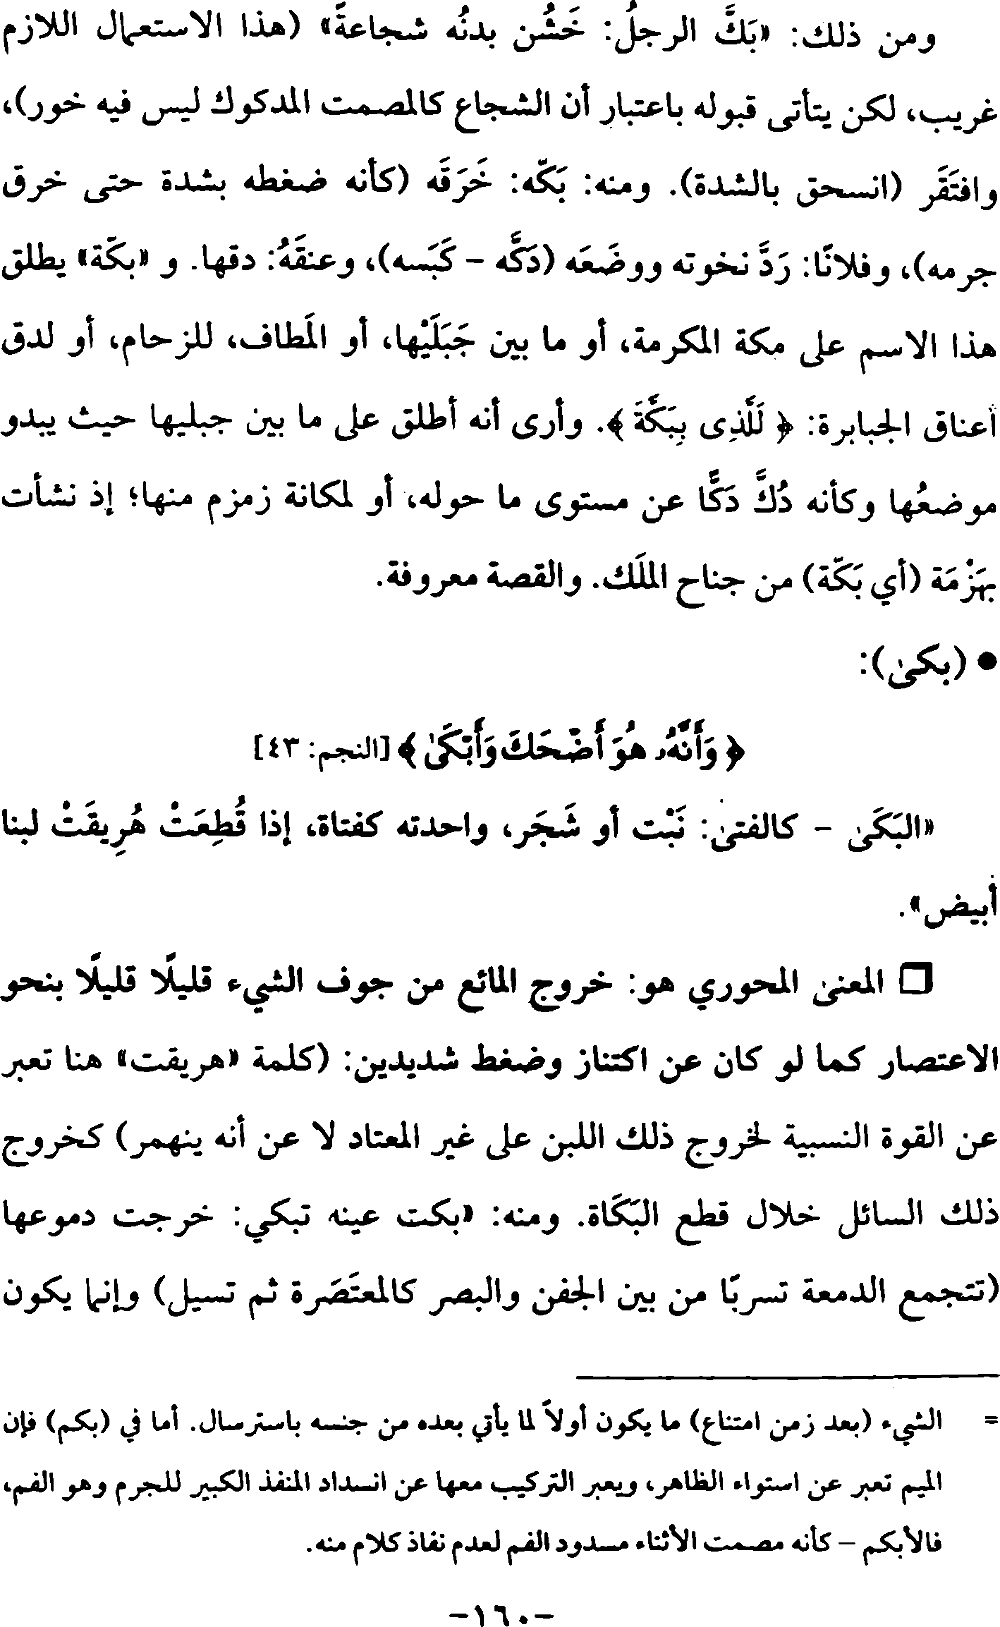 ومن ذلك: «بَكَّ الرجلُ: خَشُن بدنُه شجاعةً» (هذا الاستعمال اللازم
غريب، لكن يتأتى قبوله باعتبار أن الشجاع كالمصمت المدكوك ليس فيه خور)،
وافتَقَر (انسحق بالشدة). ومنه: بَكّه: خَرَقَه (كأنه ضغطه بشدة حتى خرق
جرمه)، وفلانًا: رَدَّ نخوته ووضَعَه (دَكَّه – كَبَسه)، وعنقَهُ: دقها. و «بكّة» يطلق
هذا الاسم على مكة المكرمة، أو ما بين جَبَلَيْها، أو المَطاف، للزحام، أو لدق
أعناق الجبابرة: ﴿ لَلَّذِى بِبَكَّةَ ﴾. وأرى أنه أطلق على ما بين جبليها حيث يبدو
موضعُها وكأنه دُكَّ دَكًّا عن مستوى ما حوله، أو لمكانة زمزم منها؛ إذ نشأت
بهَزْمَة (أي بَكّة) من جناح الملَك. والقصة معروفة.
● (بكى):
﴿ وَأَنَّهُۥ هُوَ أَضْحَكَ وَأَبْكَىٰ ﴾ [النجم: ٤٣]
«البَكَىٰ – كالفتىٰ: نَبْت أو شَجَر، واحدته كفتاة، إذا قُطِعَتْ هُرِيقَتْ لبنا
أبيض».
❒ المعنىٰ المحوري هو: خروج المائع من جوف الشيء قليلًا قليلًا بنحو
الاعتصار كما لو كان عن اكتناز وضغط شديدين: (كلمة «هريقت» هنا تعبر
عن القوة النسبية لخروج ذلك اللبن على غير المعتاد لا عن أنه ينهمر) كخروج
ذلك السائل خلال قطع البَكَاة. ومنه: «بكت عينه تبكي: خرجت دموعها
(تتجمع الدمعة تسربًا من بين الجفن والبصر كالمعتَصَرة ثم تسيل) وإنما يكون
= الشيء (بعد زمن امتناع) ما يكون أولاً لما يأتي بعده من جنسه باسترسال. أما في (بكم) فإن
الميم تعبر عن استواء الظاهر، ويعبر التركيب معها عن انسداد المنفذ الكبير للجرم وهو الفم،
فالأبكم – كأنه مصمت الأثناء مسدود الفم لعدم نفاذ كلام منه.
-١٦٠-